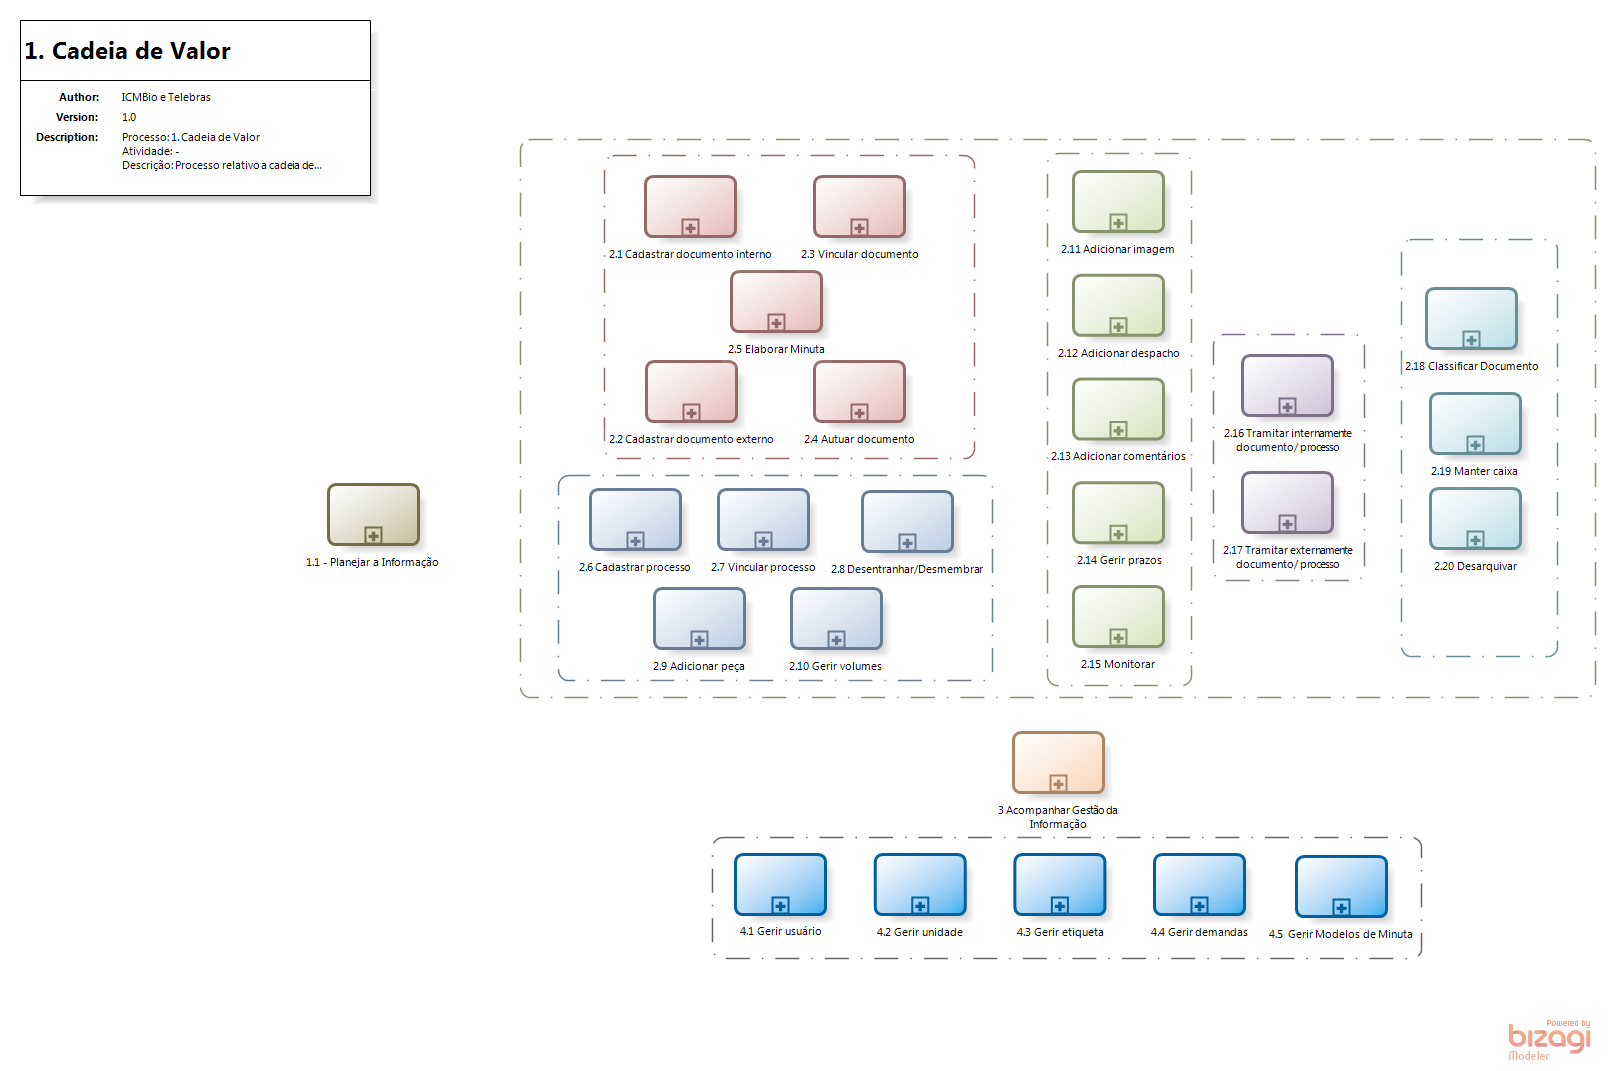 1. Cadeia de Valor
Author: ICMBio e Telebras
Version: 1.0
Description: Processo: 1. Cadeia de Valor
Atividade: -
Descrição: Processo relativo a cadeia de...
2.1 Cadastrar documento interno
2.3 Vincular documento
2.5 Elaborar Minuta
2.2 Cadastrar documento externo
2.4 Autuar documento
1.1 - Planejar a Informação
2.6 Cadastrar processo
2.7 Vincular processo
2.8 Desentranhar/Desmembrar
2.9 Adicionar peça
2.10 Gerir volumes
2.11 Adicionar imagem
2.12 Adicionar despacho
2.13 Adicionar comentários
2.14 Gerir prazos
2.15 Monitorar
2.16 Tramitar internamente
documento/ processo
2.17 Tramitar externamente
documento/ processo
2.18 Classificar Documento
2.19 Manter caixa
2.20 Desarquivar
3 Acompanhar Gestão da
Informação
4.1 Gerir usuário
4.2 Gerir unidade
4.3 Gerir etiqueta
4.4 Gerir demandas
4.5 Gerir Modelos de Minuta
Powered by
bizagi
Modeler